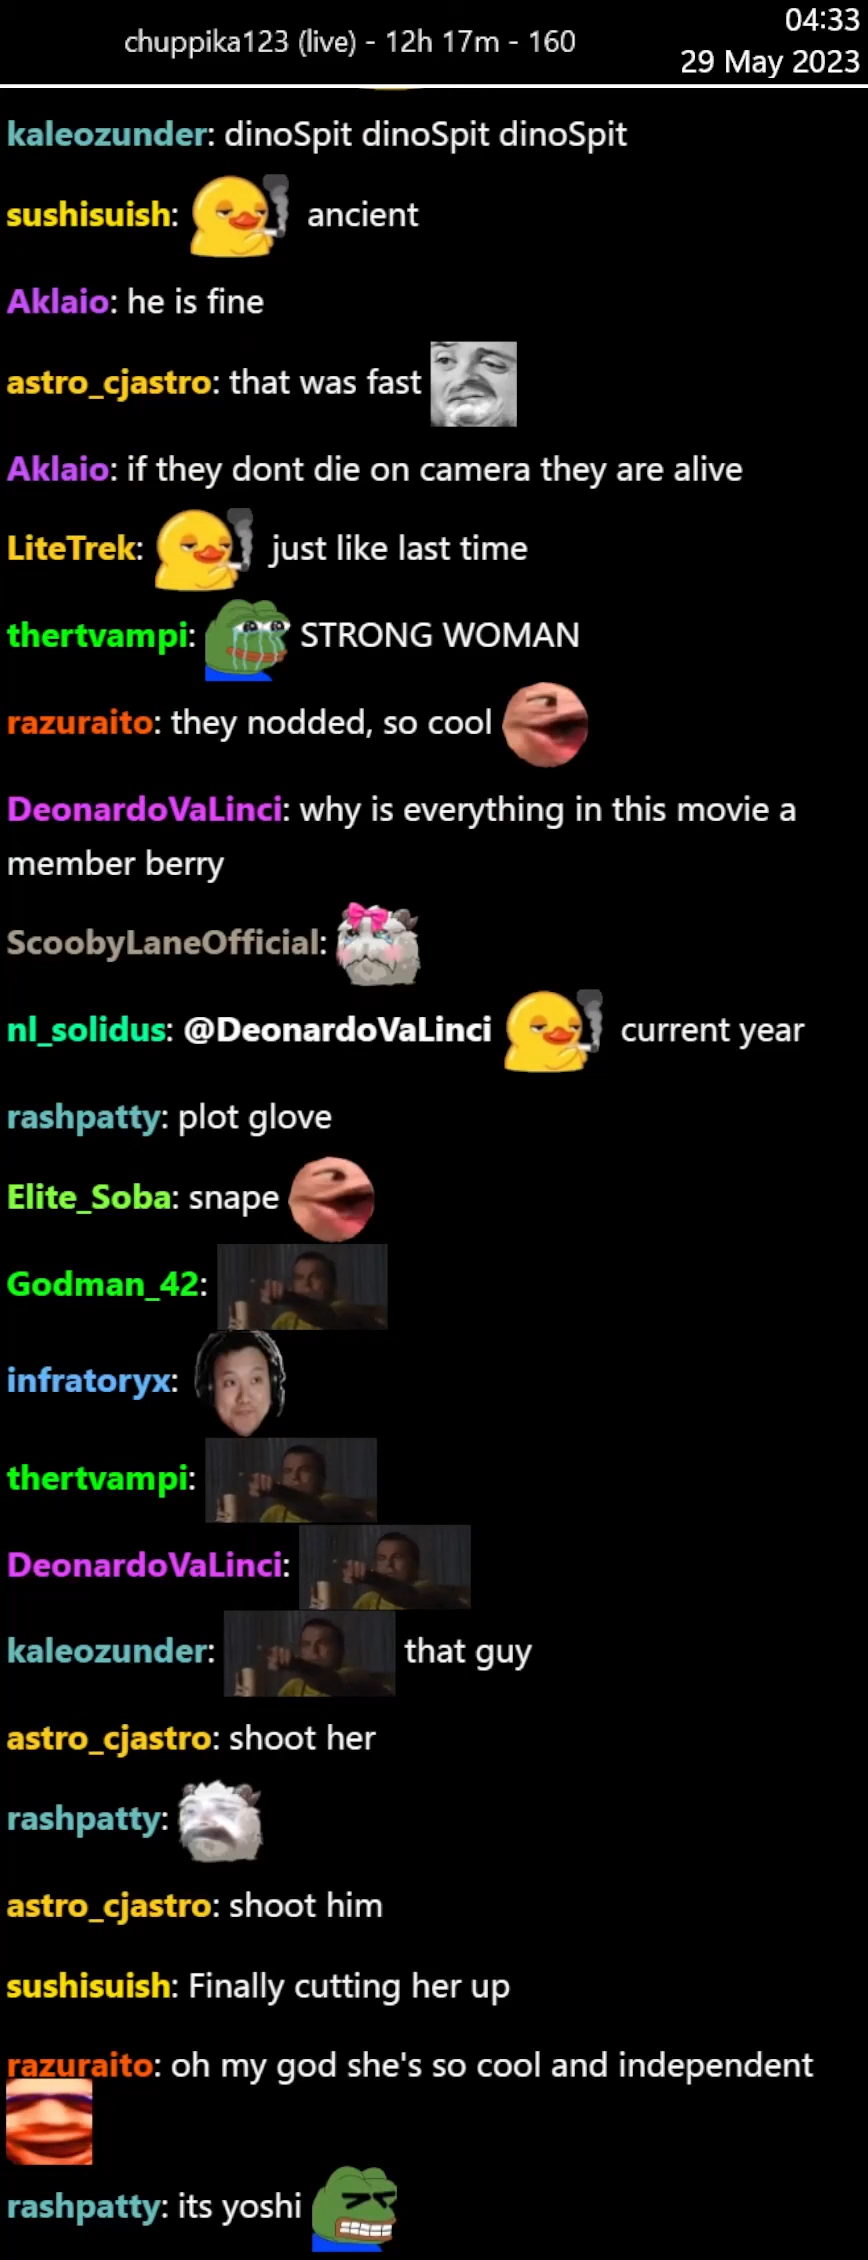 chuppika123 (live) - 12h 17m - 160
04:33
29 May 2023
kaleozunder: dinoSpit dinoSpit dinoSpit
sushisuish: ancient
Aklaio: he is fine
astro_cjastro: that was fast
Aklaio: if they dont die on camera they are alive
LiteTrek: just like last time
thertvampi: STRONG WOMAN
razuraito: they nodded, so cool
DeonardoVaLinci: why is everything in this movie a
member berry
ScoobyLaneOfficial:
nl_solidus: @DeonardoVaLinci current year
rashpatty: plot glove
Elite_Soba: snape
Godman_42:
infratoryx:
thertvampi:
DeonardoVaLinci:
kaleozunder: that guy
astro_cjastro: shoot her
rashpatty:
astro_cjastro: shoot him
sushisuish: Finally cutting her up
razuraito: oh my god she's so cool and independent
rashpatty: its yoshi